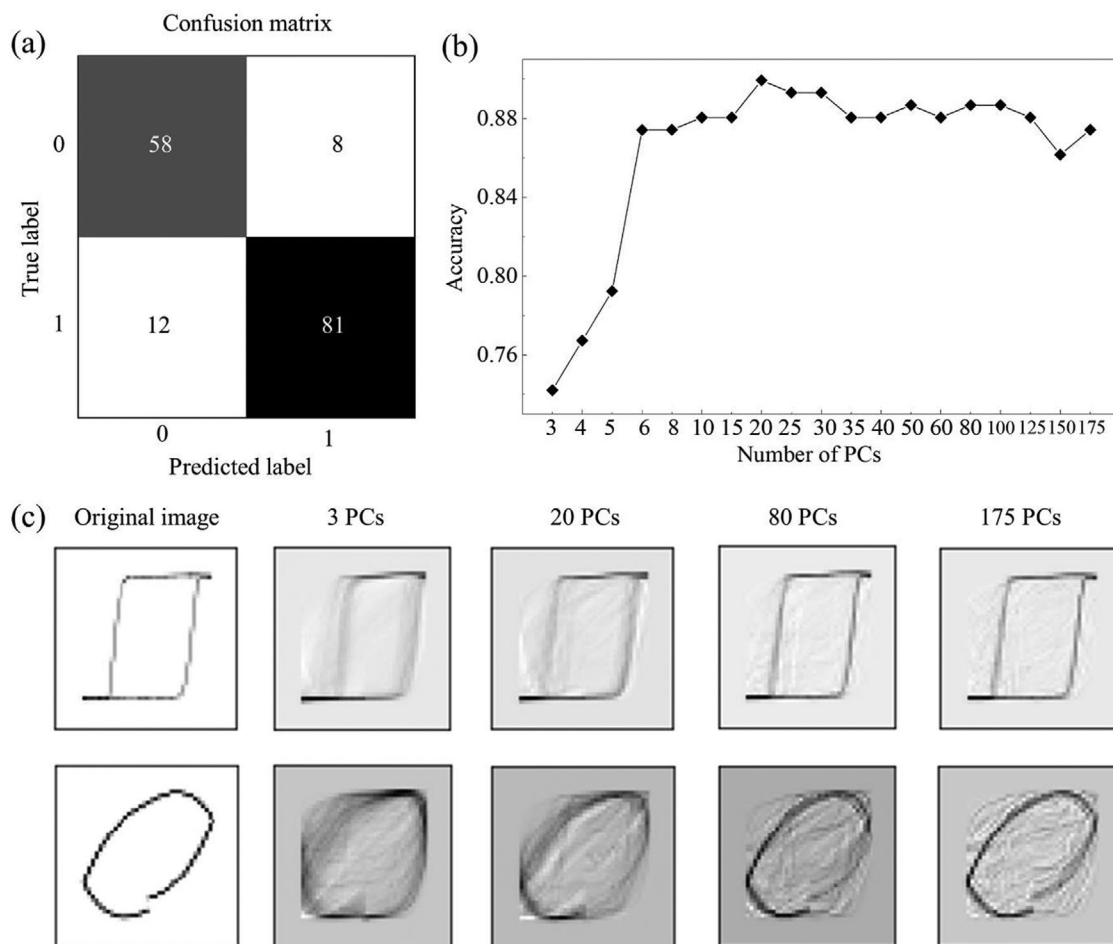 (a)
Confusion matrix
58
8
12
81
0
1
True label
0
1
Predicted label
(b)
0.88
0.84
0.80
0.76
Accuracy
3 4 5 6 8 10 15 20 25 30 35 40 50 60 80 100 125 150 175
Number of PCs
(c)
Original image
3 PCs
20 PCs
80 PCs
175 PCs